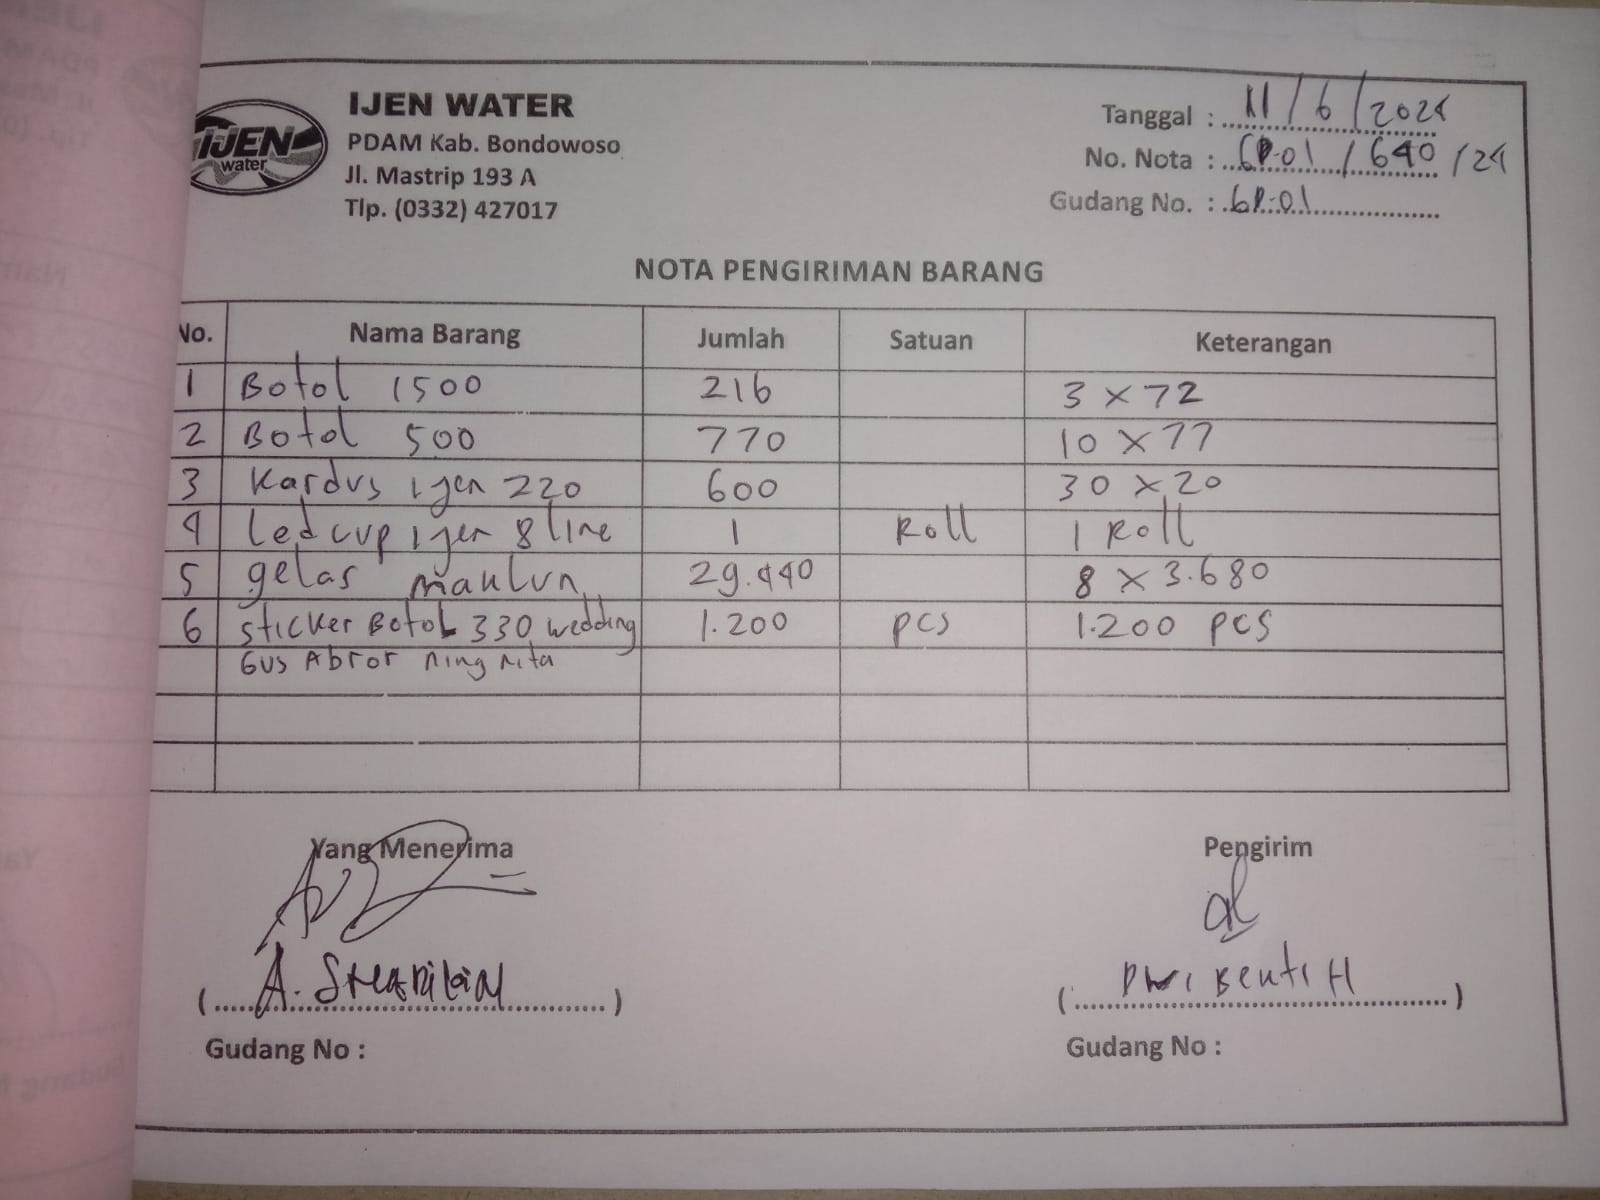 IJEN
water
IJEN WATER
PDAM Kab. Bondowoso
Jl. Mastrip 193 A
Tlp. (0332) 427017
Tanggal : 11/6/2024
No. Nota : GP.01/640/24
Gudang No. : GP.01
NOTA PENGIRIMAN BARANG
No. Nama Barang Jumlah Satuan Keterangan
1 Botol 1500 216 3 x 72
2 Botol 500 770 10 x 77
3 Kardus ijen 220 600 30 x 20
4 Led cup ijen 8 line 1 Roll 1 Roll
5 gelas 29.440 8 x 3.680
6 Sticker Botol 330 wedding 1.200 pcs 1.200 pcs
Gus Abror ning nita
Yang Menerima Pengirim
( A. ) ( H )
Gudang No : Gudang No :